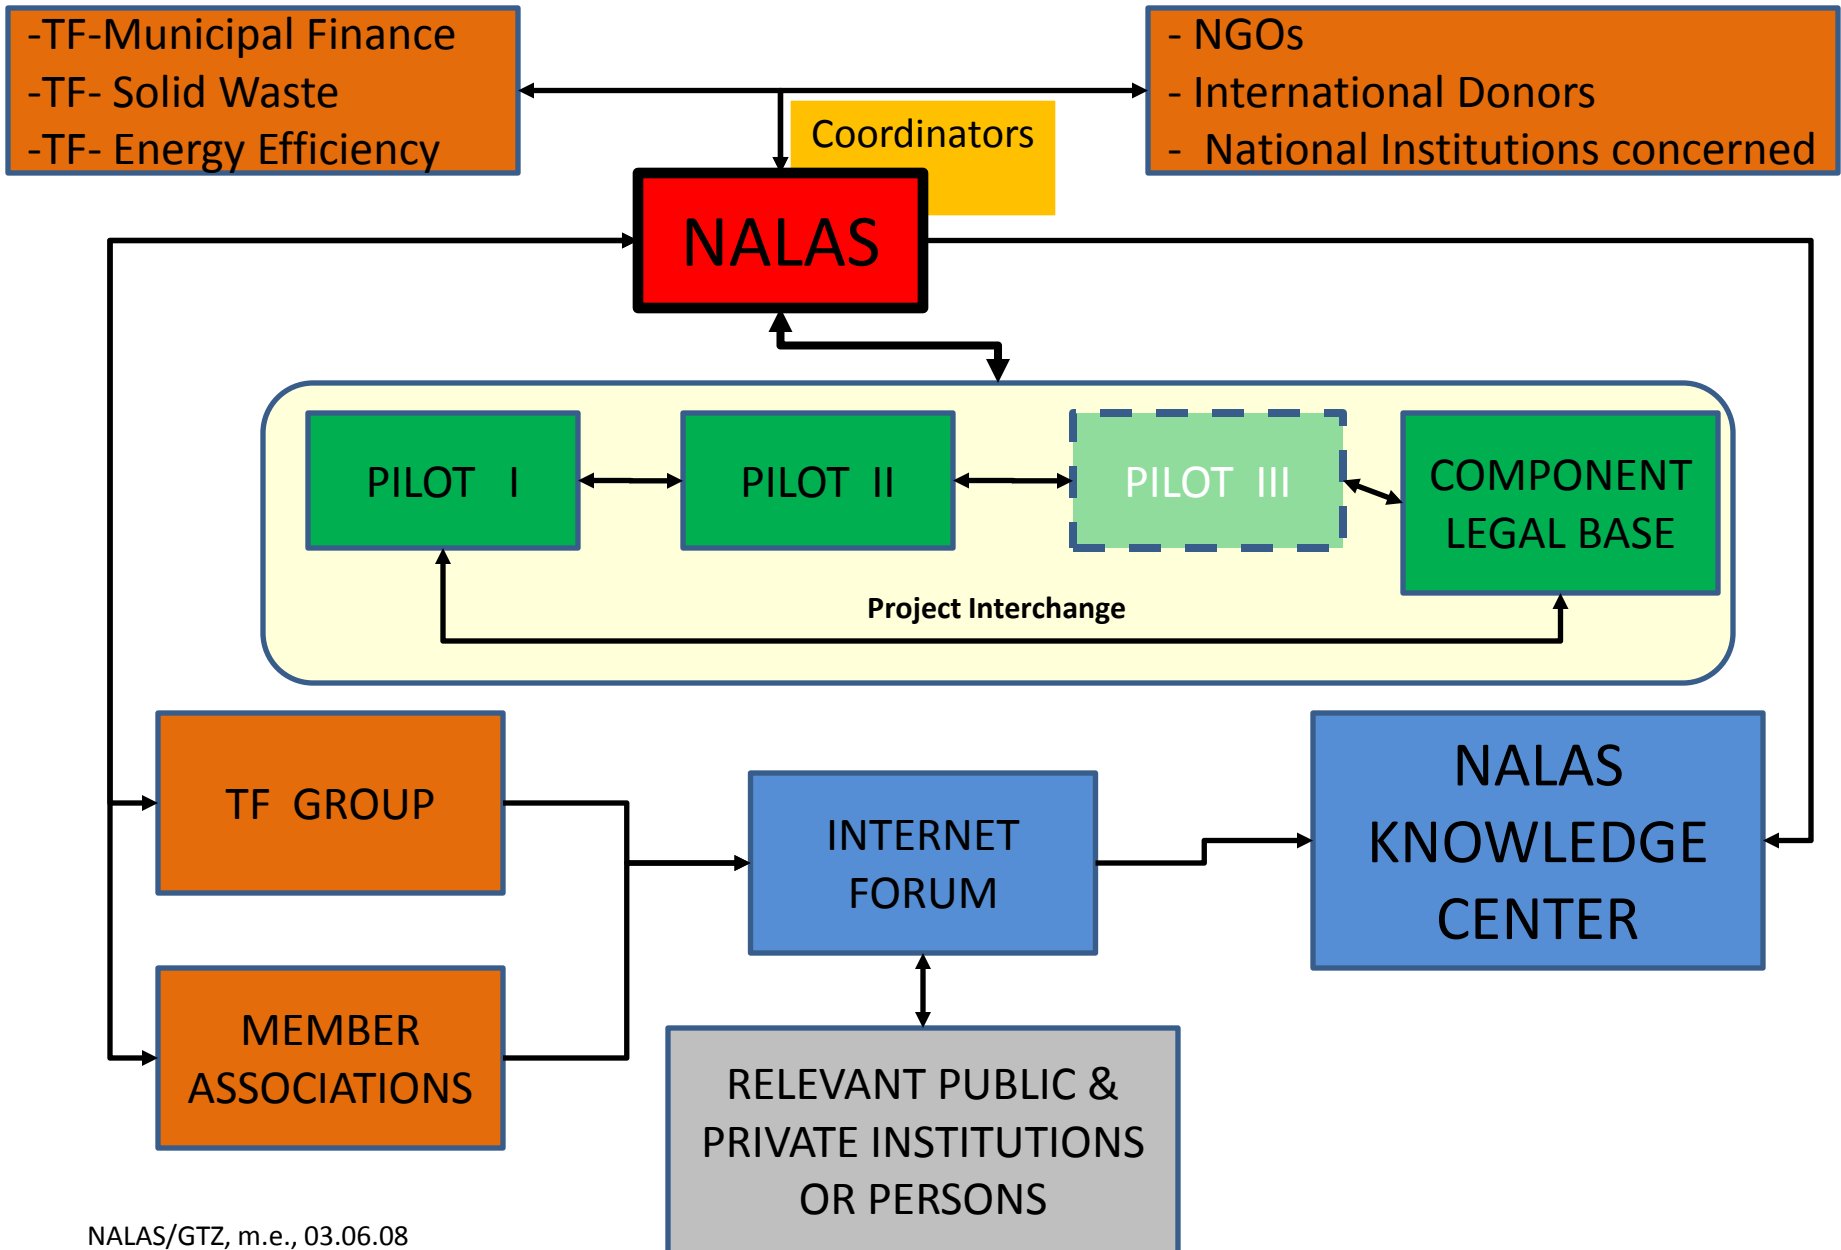 -TF-Municipal Finance
-TF- Solid Waste
-TF- Energy Efficiency
- NGOs
- International Donors
- National Institutions concerned
Coordinators
NALAS
PILOT I
PILOT II
PILOT III
COMPONENT
LEGAL BASE
Project Interchange
TF GROUP
INTERNET
FORUM
NALAS
KNOWLEDGE
CENTER
MEMBER
ASSOCIATIONS
RELEVANT PUBLIC &
PRIVATE INSTITUTIONS
OR PERSONS
NALAS/GTZ, m.e., 03.06.08